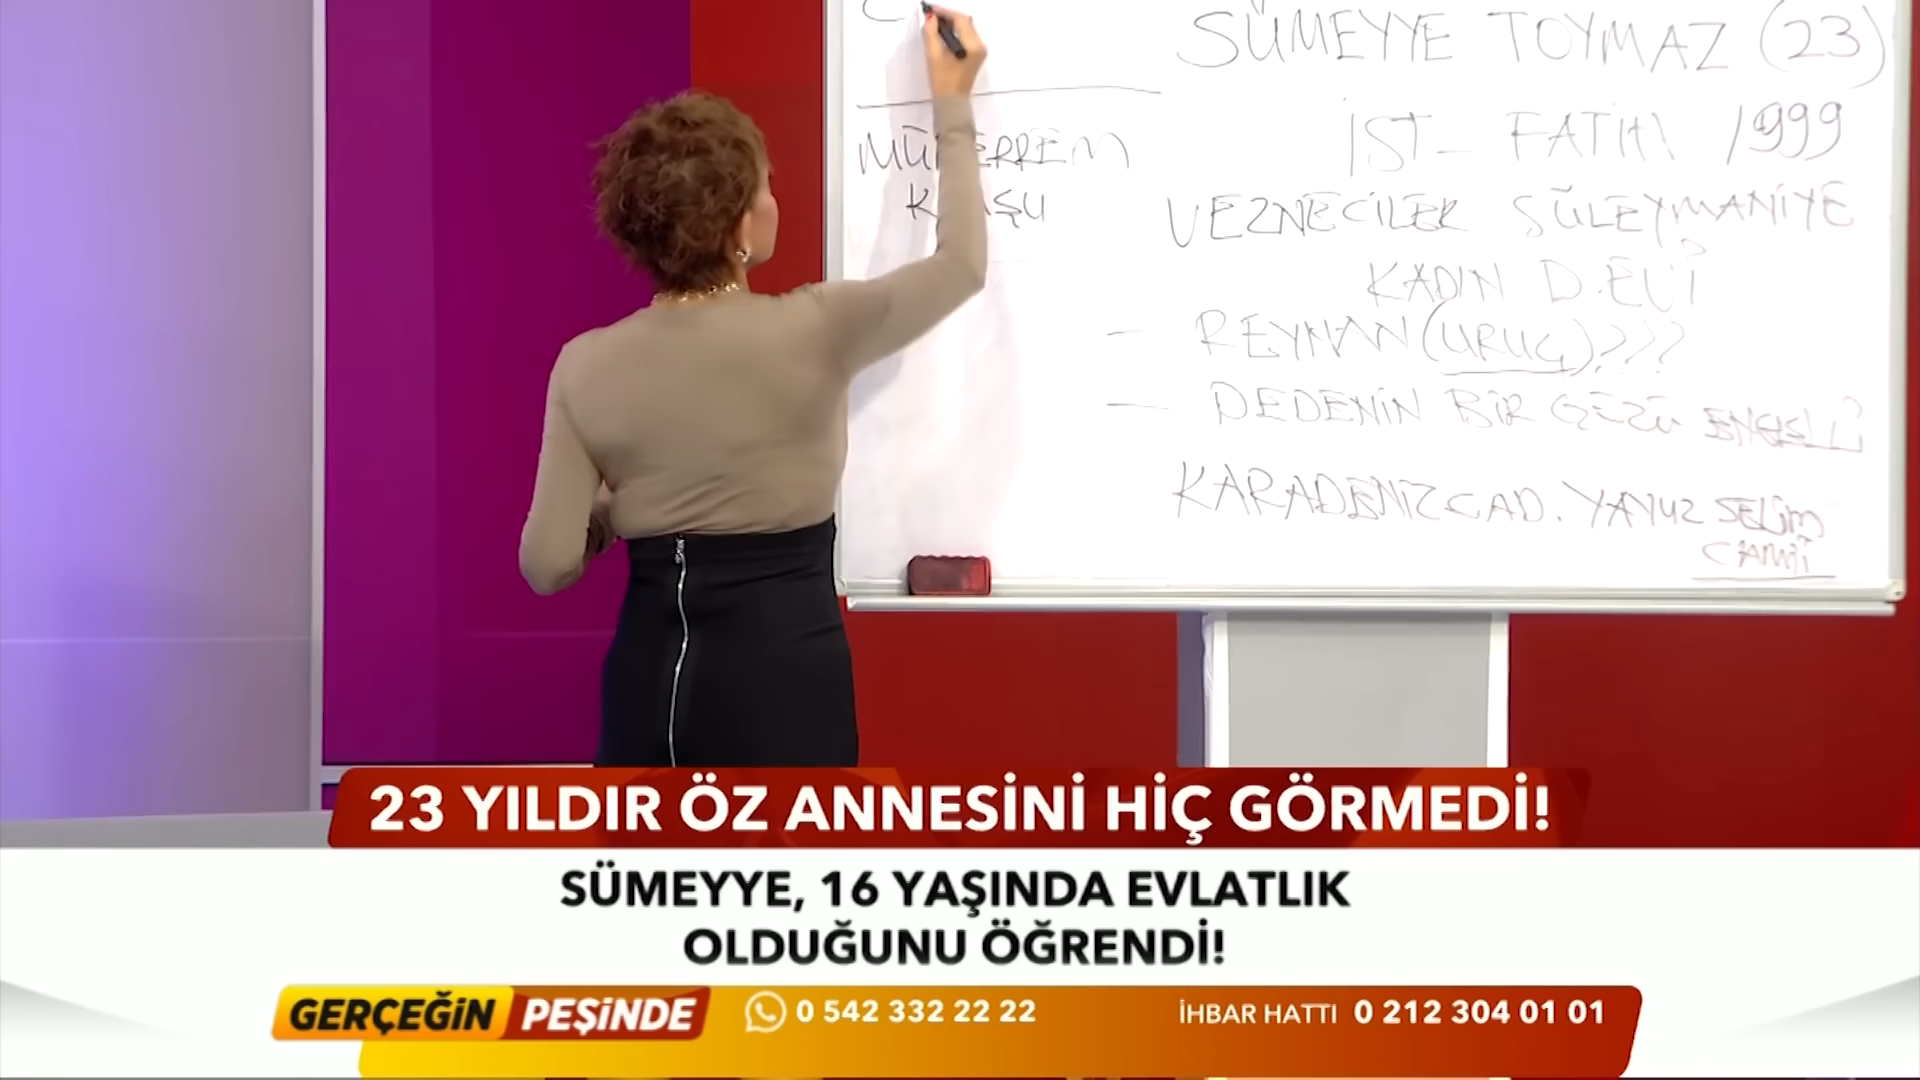 SÜMEYYE TOYMAZ (23)
İST - FATİH / 1999
VEZNECİLER SÜLEYMANİYE
KADIN D.EVİ
- REYHAN (URUÇ)???
- DEDENİN BİR GÖZÜ ENGELLİ
KARADENİZ CAD. YAVUZ SELİM
CAMİİ
23 YILDIR ÖZ ANNESİNİ HİÇ GÖRMEDİ!
SÜMEYYE, 16 YAŞINDA EVLATLIK
OLDUĞUNU ÖĞRENDİ!
GERÇEĞİN PEŞİNDE 0 542 332 22 22 İHBAR HATTI 0 212 304 01 01